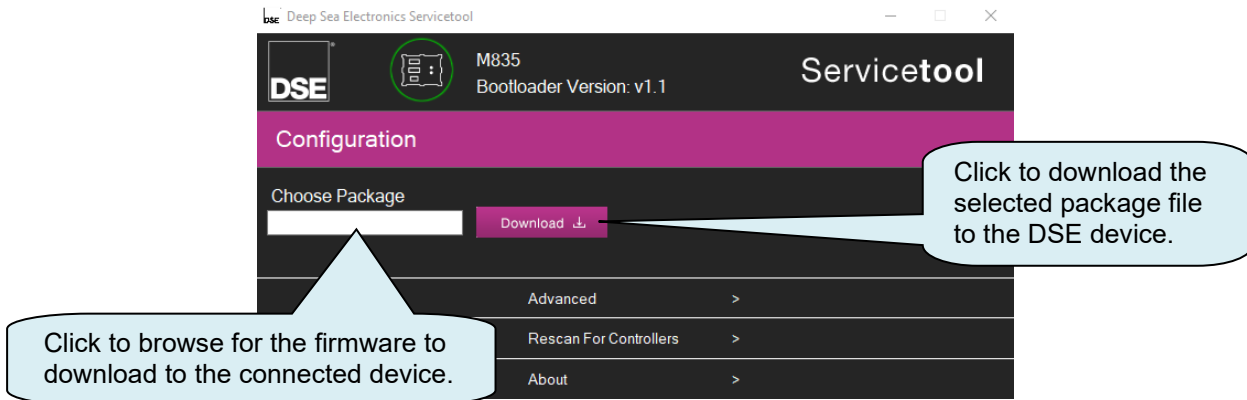 DSE Deep Sea Electronics Servicetool
DSE
M835
Bootloader Version: v1.1
Servicetool
Configuration
Choose Package
Download
Click to download the
selected package file
to the DSE device.
Advanced >
Rescan For Controllers >
About >
Click to browse for the firmware to
download to the connected device.